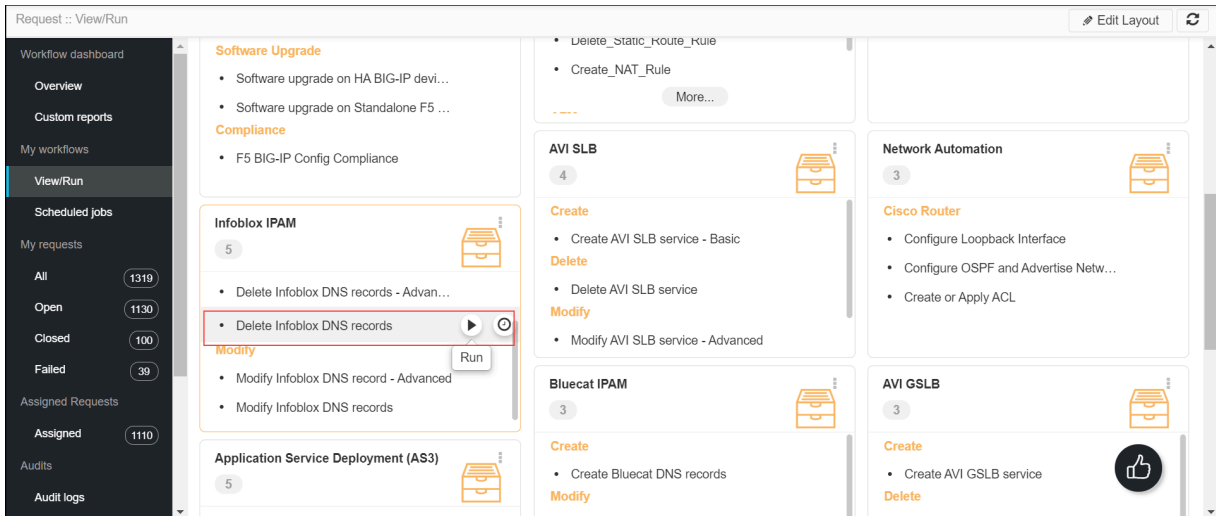 Request :: View/Run
Edit Layout
Workflow dashboard
Overview
Custom reports
My workflows
View/Run
Scheduled jobs
My requests
All 1319
Open 1130
Closed 100
Failed 39
Assigned Requests
Assigned 1110
Audits
Audit logs
Software Upgrade
• Software upgrade on HA BIG-IP devi...
• Software upgrade on Standalone F5 ...
Compliance
• F5 BIG-IP Config Compliance
Infoblox IPAM
5
• Delete Infoblox DNS records - Advan...
• Delete Infoblox DNS records
Run
Modify
• Modify Infoblox DNS record - Advanced
• Modify Infoblox DNS records
Application Service Deployment (AS3)
5
• Delete_Static_Route_Rule
• Create_NAT_Rule
More...
AVI SLB
4
Create
• Create AVI SLB service - Basic
Delete
• Delete AVI SLB service
Modify
• Modify AVI SLB service - Advanced
Bluecat IPAM
3
Create
• Create Bluecat DNS records
Modify
Network Automation
3
Cisco Router
• Configure Loopback Interface
• Configure OSPF and Advertise Netw...
• Create or Apply ACL
AVI GSLB
3
Create
• Create AVI GSLB service
Delete